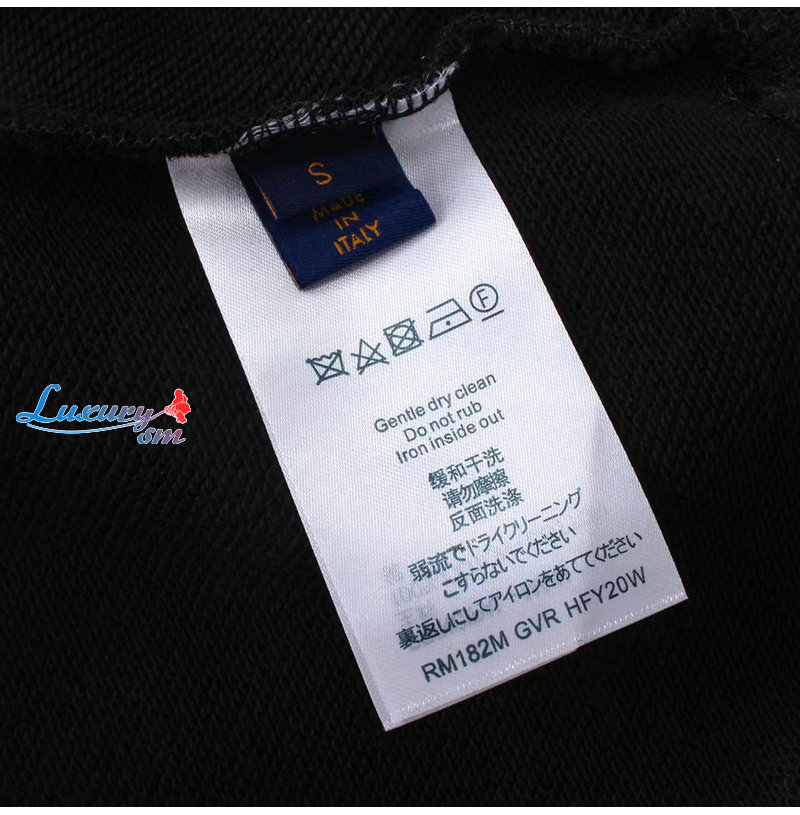 S
MADE
IN
ITALY
F
Luxury
sm
Gentle dry clean
Do not rub
Iron inside out
缓和干洗
请勿摩擦
反面洗涤
弱流でドライクリーニング
こすらないでください
裏返しにしてアイロンをあててください
RM182M GVR HFY20W